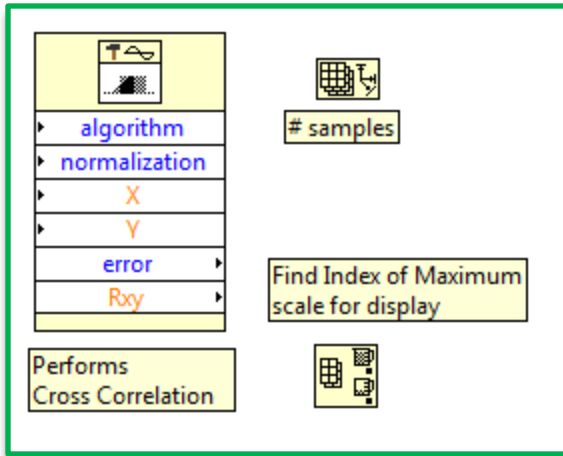 algorithm
normalization
X
Y
error
Rxy
Performs
Cross Correlation
# samples
Find Index of Maximum
scale for display